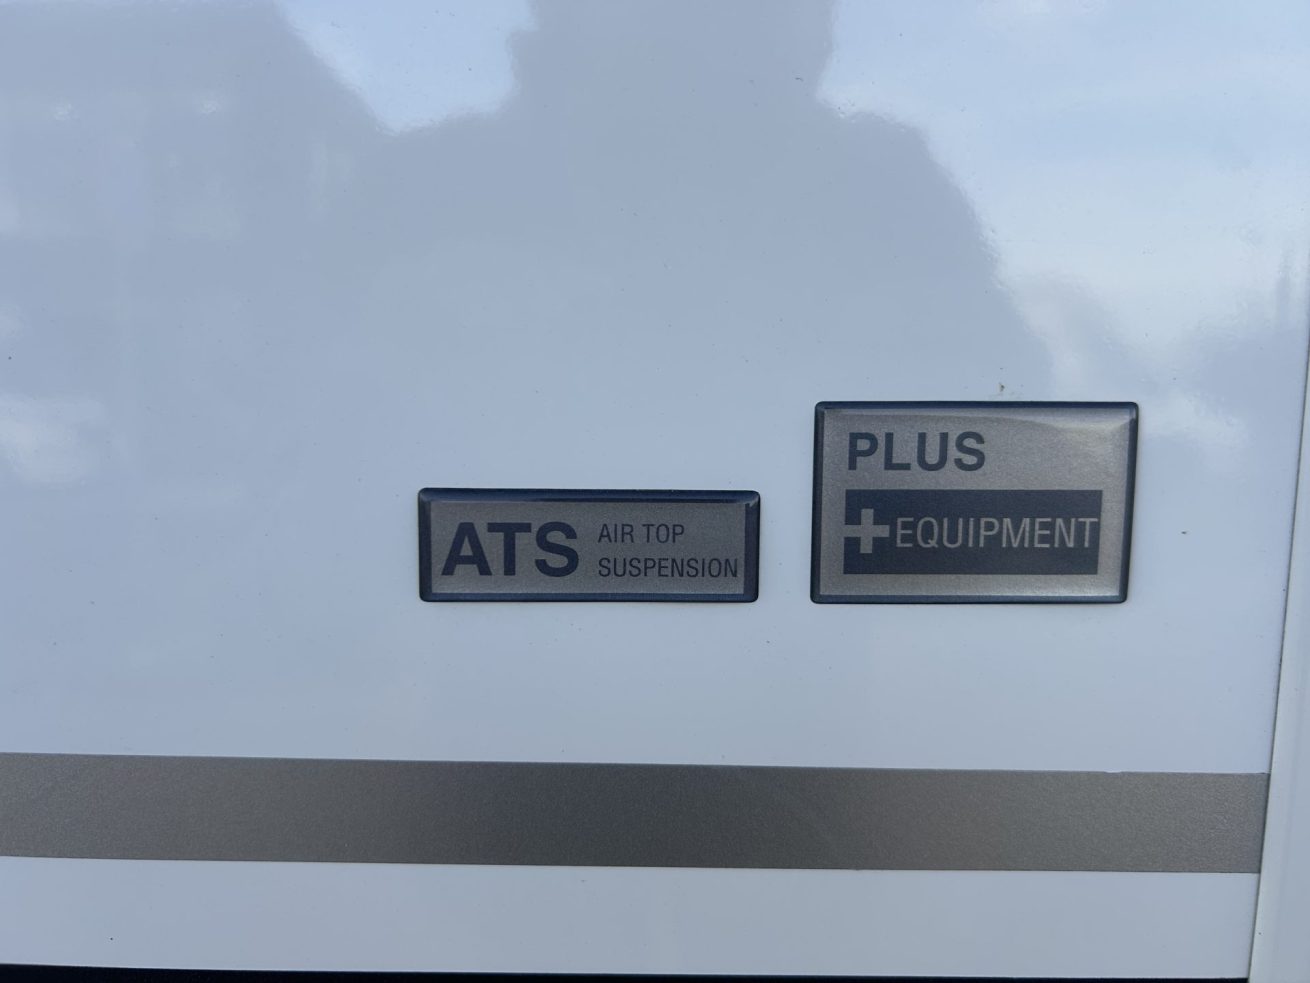 ATS AIR TOP
SUSPENSION
PLUS
+EQUIPMENT